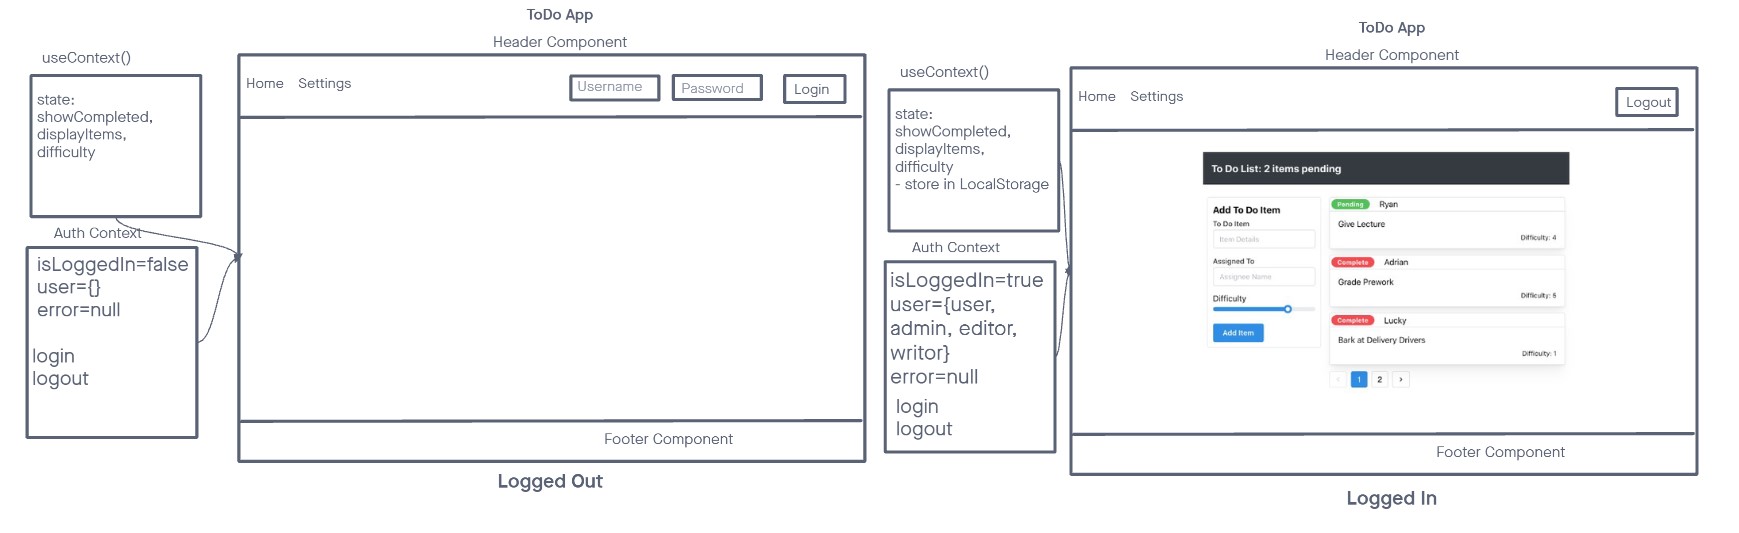 ToDo App
Header Component
useContext()
state:
showCompleted,
displayItems,
difficulty
Auth Context
isLoggedIn=false
user={}
error=null
login
logout
Home Settings
Username
Password
Login
Footer Component
Logged Out
ToDo App
Header Component
useContext()
state:
showCompleted,
displayItems,
difficulty
- store in LocalStorage
Auth Context
isLoggedIn=true
user={user,
admin, editor,
writor}
error=null
login
logout
Home Settings
Logout
To Do List: 2 items pending
Add To Do Item
To Do Item
Item Details
Assigned To
Assignee Name
Difficulty
Add Item
Pending Ryan
Give Lecture
Difficulty: 4
Complete Adrian
Grade Prework
Difficulty: 5
Complete Lucky
Bark at Delivery Drivers
Difficulty: 1
‹ 1 2 ›
Footer Component
Logged In